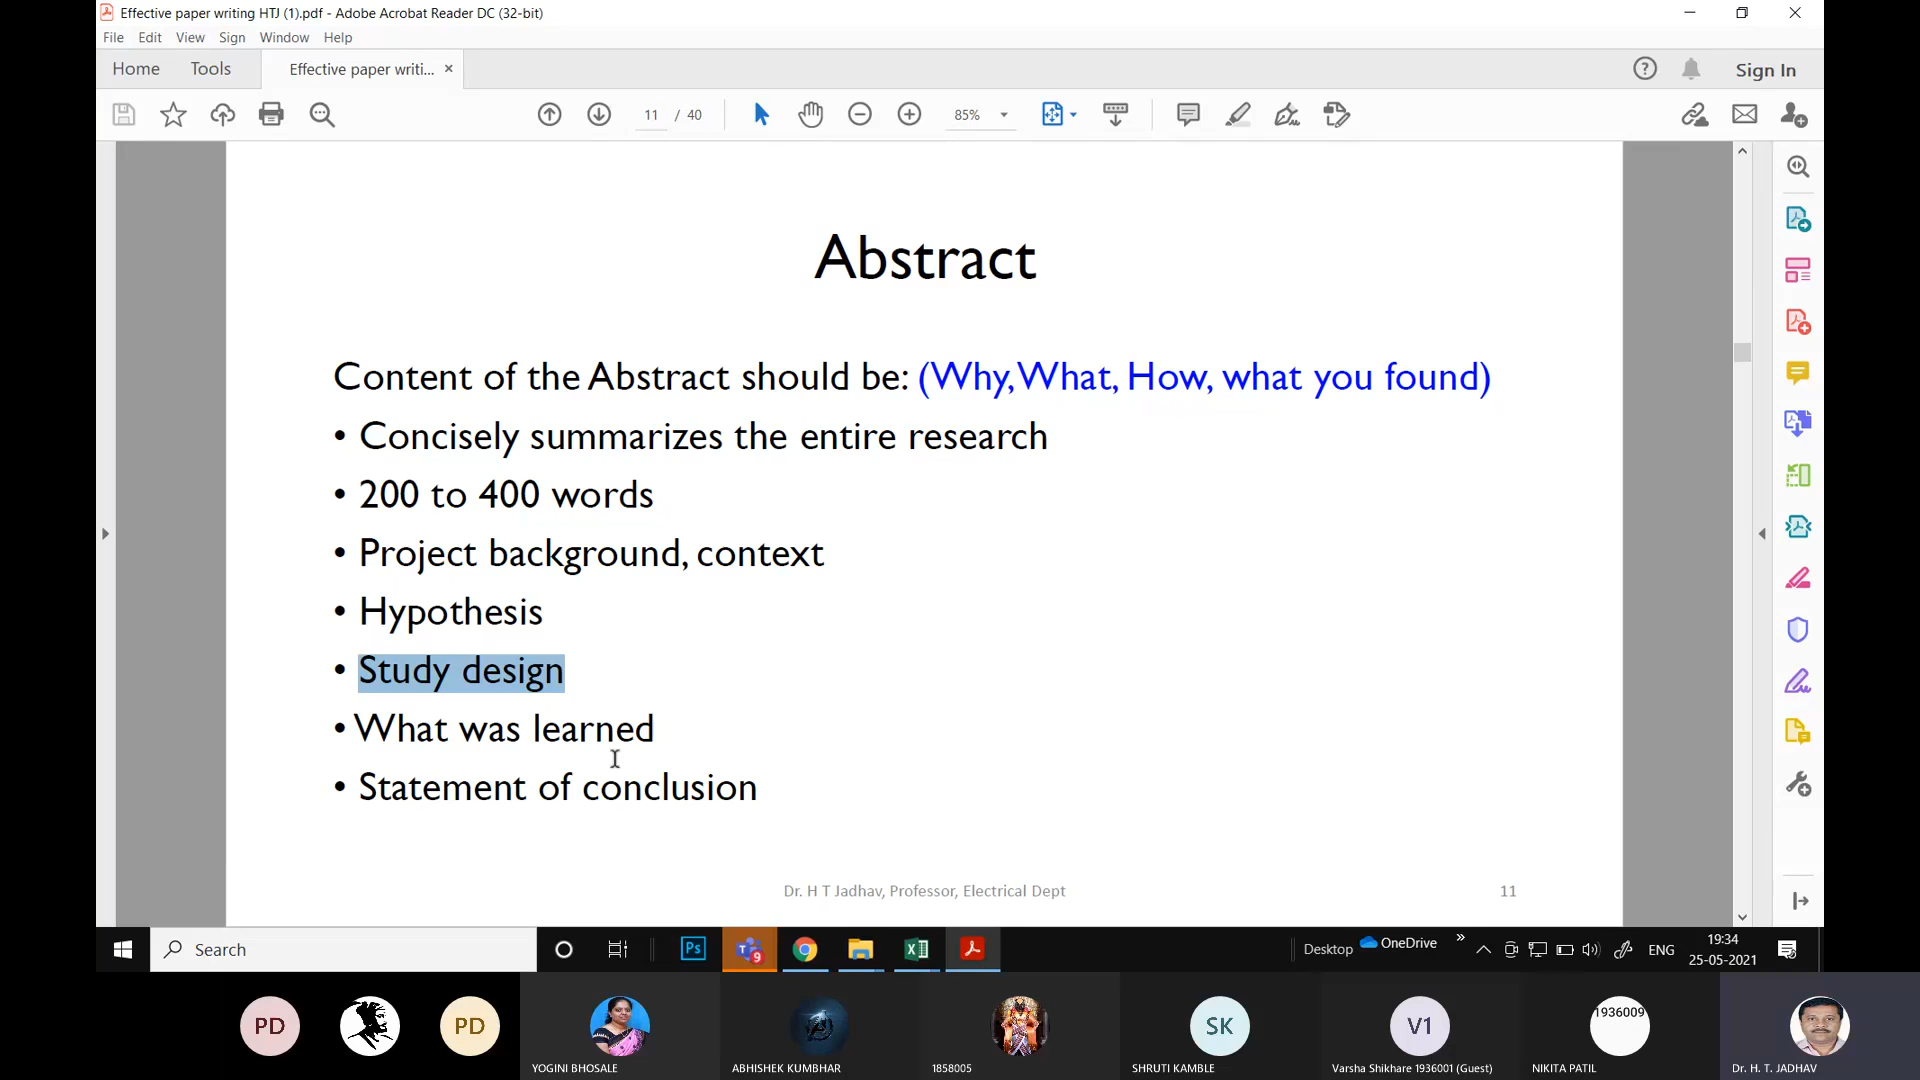 Effective paper writing HTJ (1).pdf - Adobe Acrobat Reader DC (32-bit)
File Edit View Sign Window Help
Home Tools Effective paper writi... × Sign In
11 / 40 85%
Abstract
Content of the Abstract should be: (Why, What, How, what you found)
• Concisely summarizes the entire research
• 200 to 400 words
• Project background, context
• Hypothesis
• Study design
• What was learned
• Statement of conclusion
Dr. H T Jadhav, Professor, Electrical Dept 11
Search Ps T 9 Desktop OneDrive » ENG 19:34
25-05-2021
PD PD SK V1 1936009
YOGINI BHOSALE ABHISHEK KUMBHAR 1858005 SHRUTI KAMBLE Varsha Shikhare 1936001 (Guest) NIKITA PATIL Dr. H. T. JADHAV